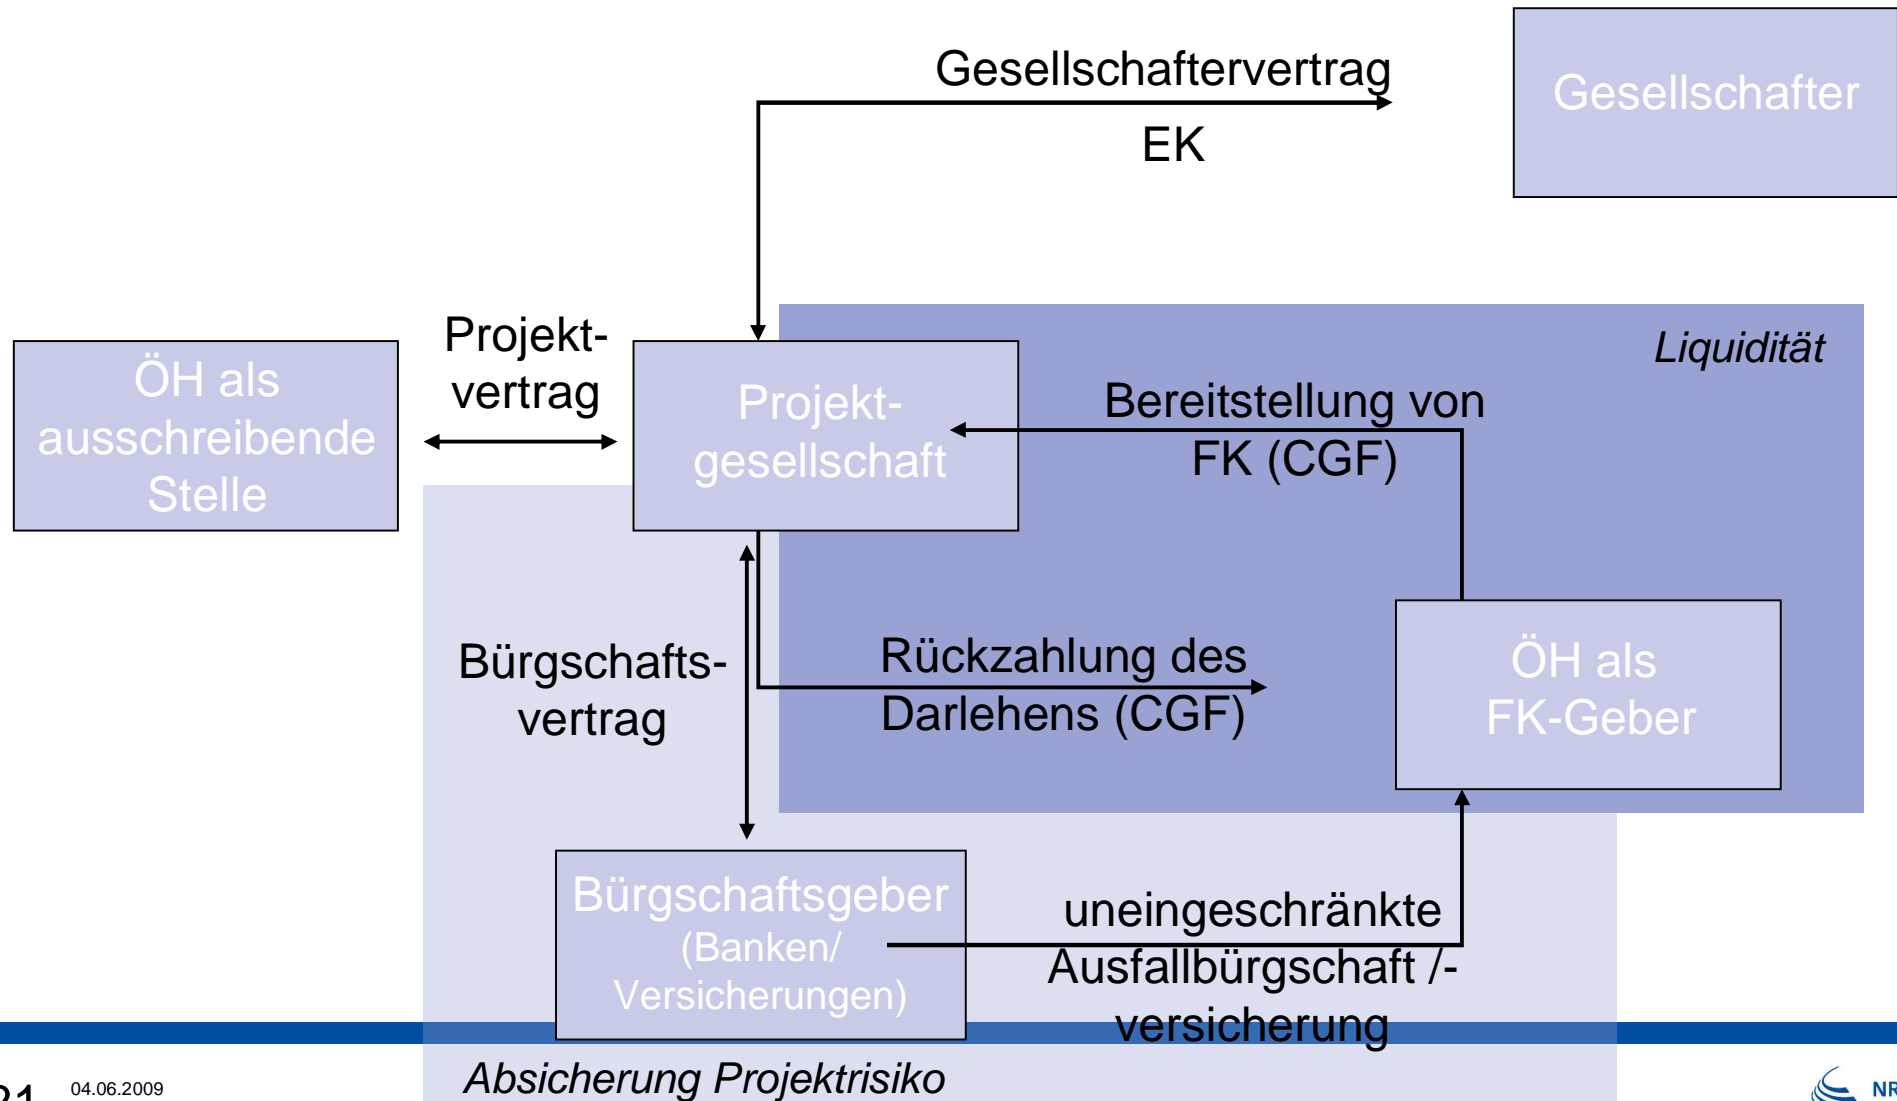 Gesellschaftervertrag
EK
Gesellschafter
ÖH als
ausschreibende
Stelle
Projekt-
vertrag
Projekt-
gesellschaft
Liquidität
Bereitstellung von
FK (CGF)
Bürgschafts-
vertrag
Rückzahlung des
Darlehens (CGF)
ÖH als
FK-Geber
Bürgschaftsgeber
(Banken/
Versicherungen)
uneingeschränkte
Ausfallbürgschaft /-
versicherung
Absicherung Projektrisiko
04.06.2009